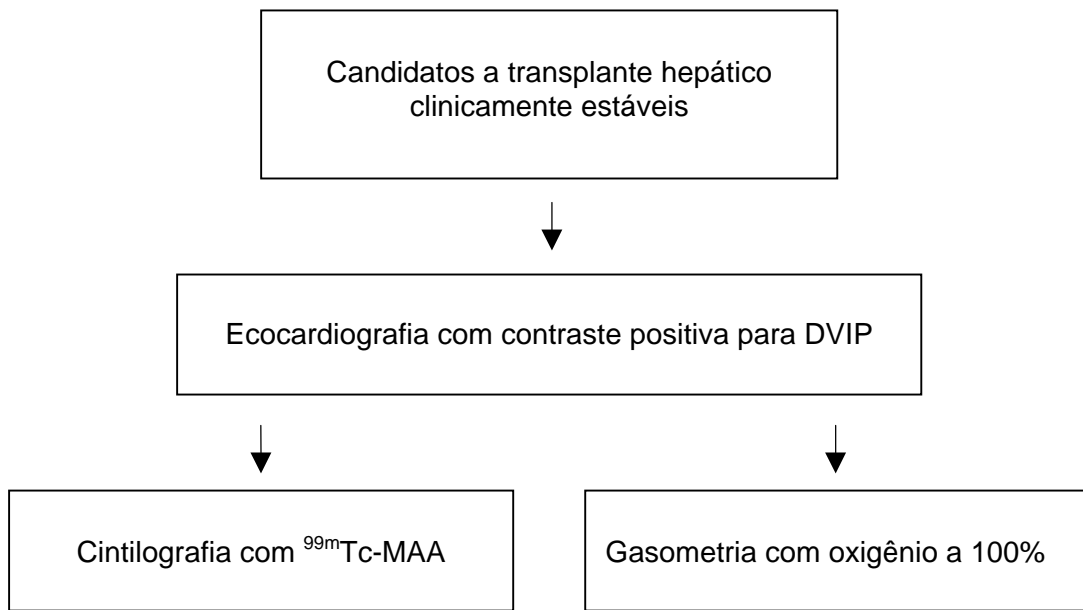 Candidatos a transplante hepático
clinicamente estáveis
Ecocardiografia com contraste positiva para DVIP
Cintilografia com ⁹⁹ᵐTc-MAA
Gasometria com oxigênio a 100%